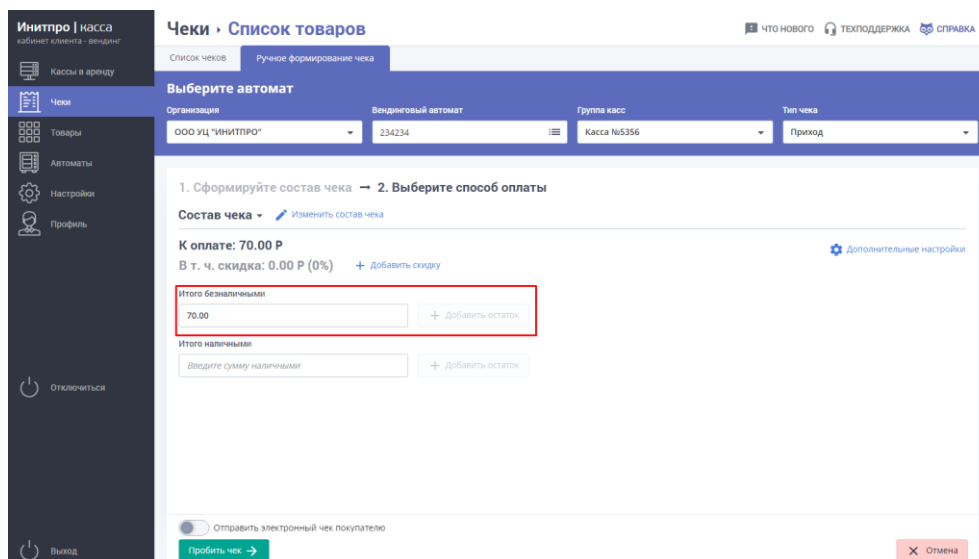 Инитпро | касса
кабинет клиента - вендинг
Чеки › Список товаров
ЧТО НОВОГО ТЕХПОДДЕРЖКА СПРАВКА
Список чеков Ручное формирование чека
Кассы в аренду
Чеки
Товары
Автоматы
Настройки
Профиль
Отключиться
Выход
Выберите автомат
Организация Вендинговый автомат Группа касс Тип чека
ООО УЦ "ИНИТПРО" 234234 Касса №5356 Приход
1. Сформируйте состав чека → 2. Выберите способ оплаты
Состав чека Изменить состав чека
К оплате: 70.00 Р
Дополнительные настройки
В т. ч. скидка: 0.00 Р (0%) + Добавить скидку
Итого безналичными
70.00 + Добавить остаток
Итого наличными
Введите сумму наличными + Добавить остаток
Отправить электронный чек покупателю
Пробить чек → X Отмена